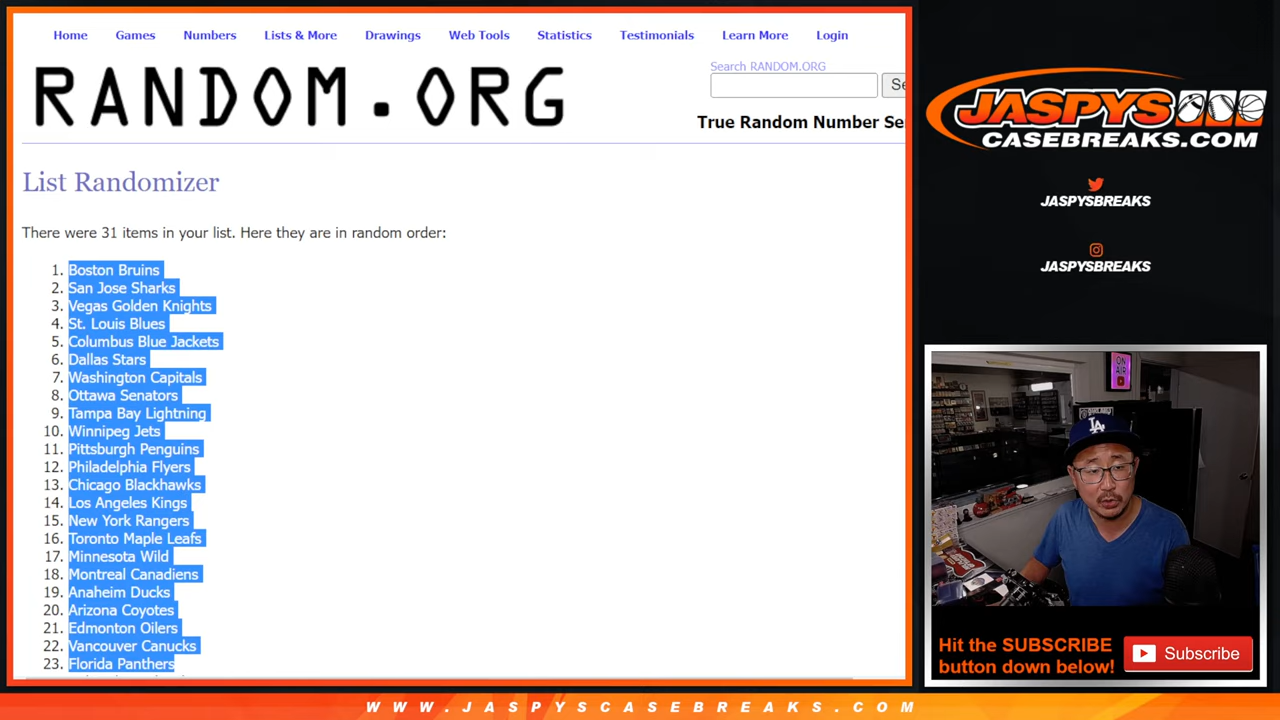 Home Games Numbers Lists & More Drawings Web Tools Statistics Testimonials Learn More Login
Search RANDOM.ORG
RANDOM.ORG
True Random Number Se
List Randomizer
There were 31 items in your list. Here they are in random order:
1. Boston Bruins
2. San Jose Sharks
3. Vegas Golden Knights
4. St. Louis Blues
5. Columbus Blue Jackets
6. Dallas Stars
7. Washington Capitals
8. Ottawa Senators
9. Tampa Bay Lightning
10. Winnipeg Jets
11. Pittsburgh Penguins
12. Philadelphia Flyers
13. Chicago Blackhawks
14. Los Angeles Kings
15. New York Rangers
16. Toronto Maple Leafs
17. Minnesota Wild
18. Montreal Canadiens
19. Anaheim Ducks
20. Arizona Coyotes
21. Edmonton Oilers
22. Vancouver Canucks
23. Florida Panthers
JASPYS
CASEBREAKS.COM
JASPYSBREAKS
JASPYSBREAKS
ON AIR
LA
Hit the SUBSCRIBE
button down below!
Subscribe
WWW.JASPYSCASEBREAKS.COM